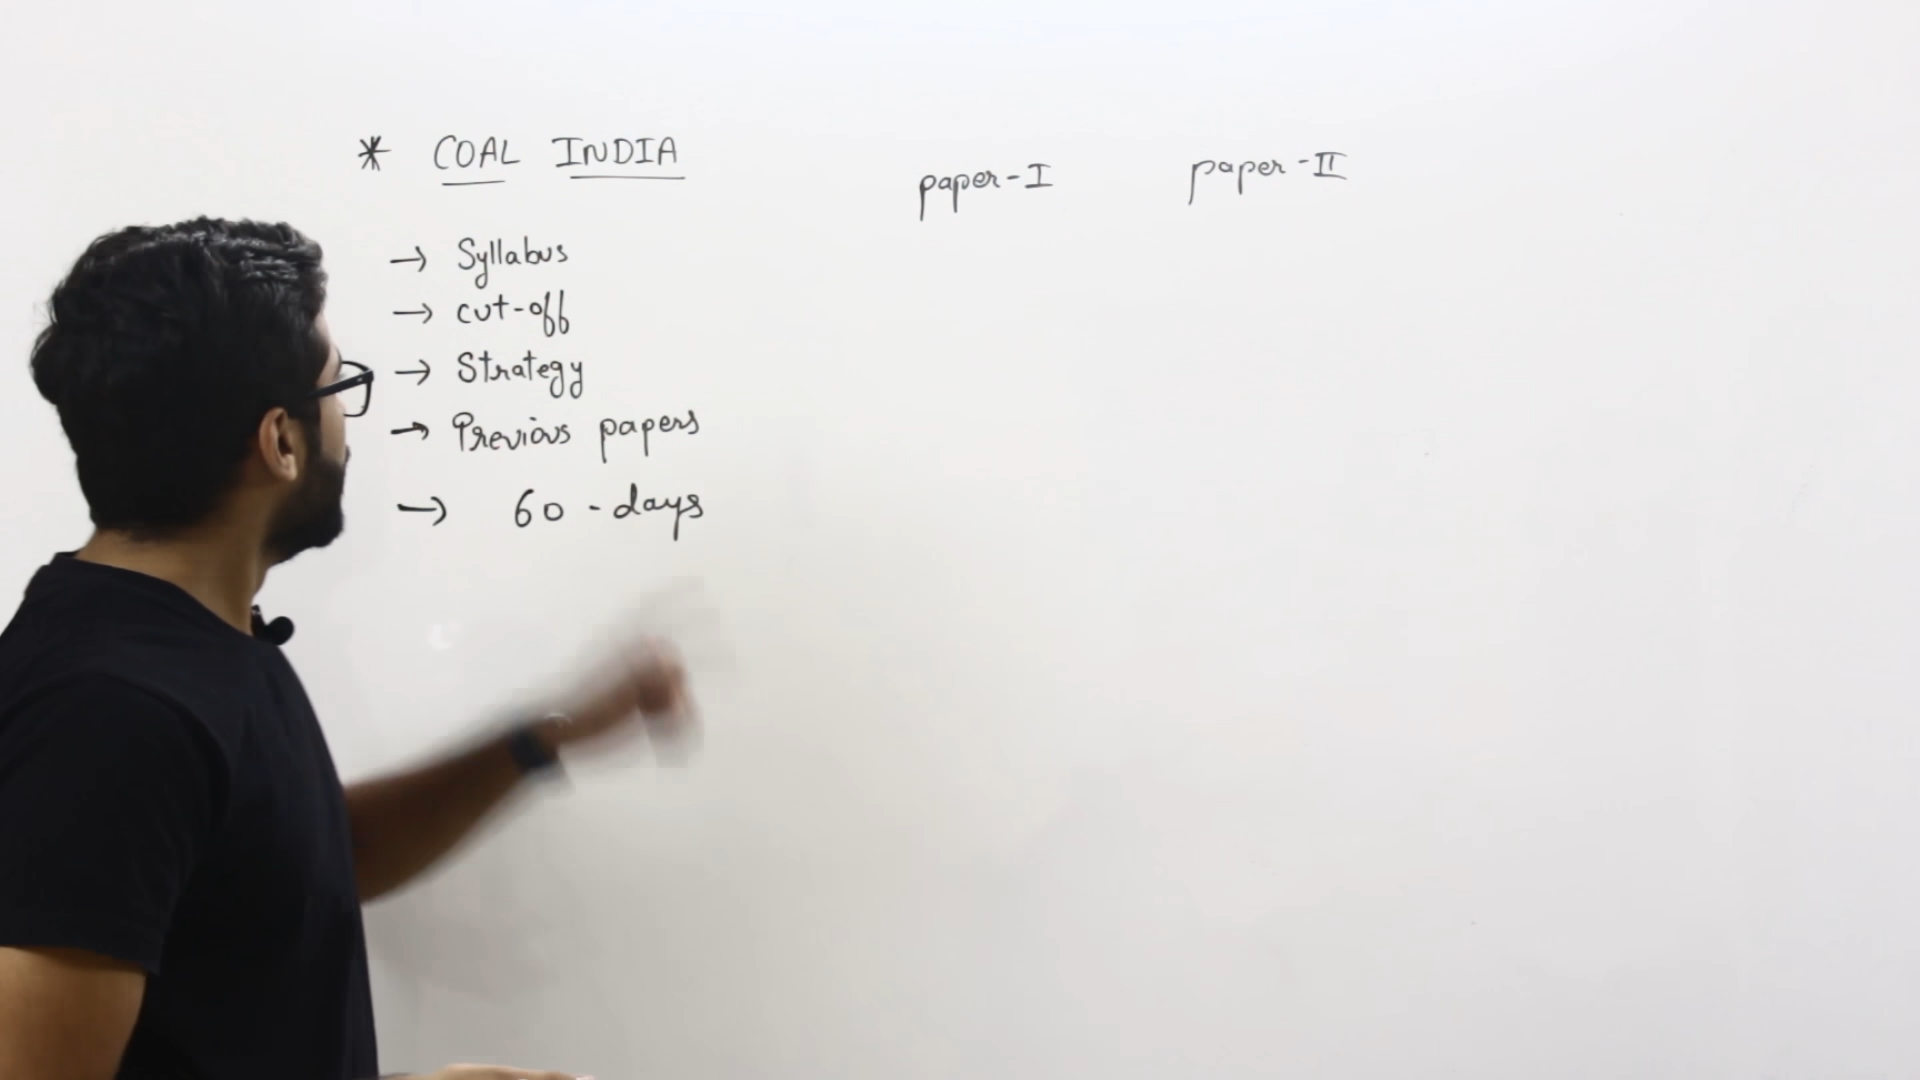 * COAL INDIA
→ Syllabus
→ cut-off
→ Strategy
→ Previous papers
→ 60-days
paper-I
paper-II